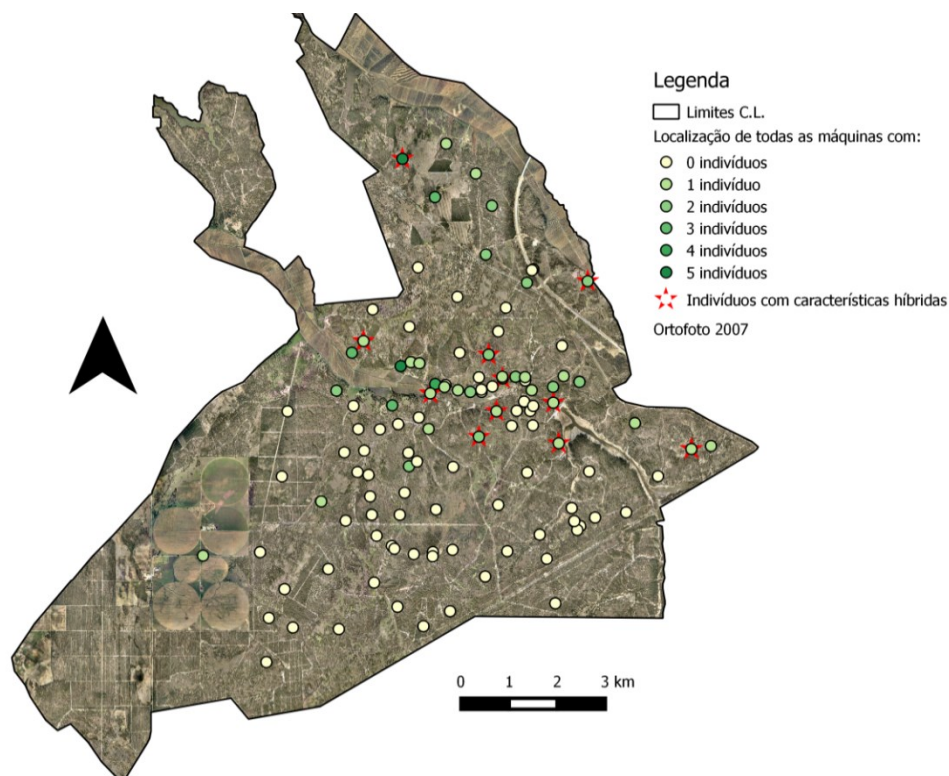 Legenda
Limites C.L.
Localização de todas as máquinas com:
0 indivíduos
1 indivíduo
2 indivíduos
3 indivíduos
4 indivíduos
5 indivíduos
Indivíduos com características híbridas
Ortofoto 2007
0 1 2 3 km